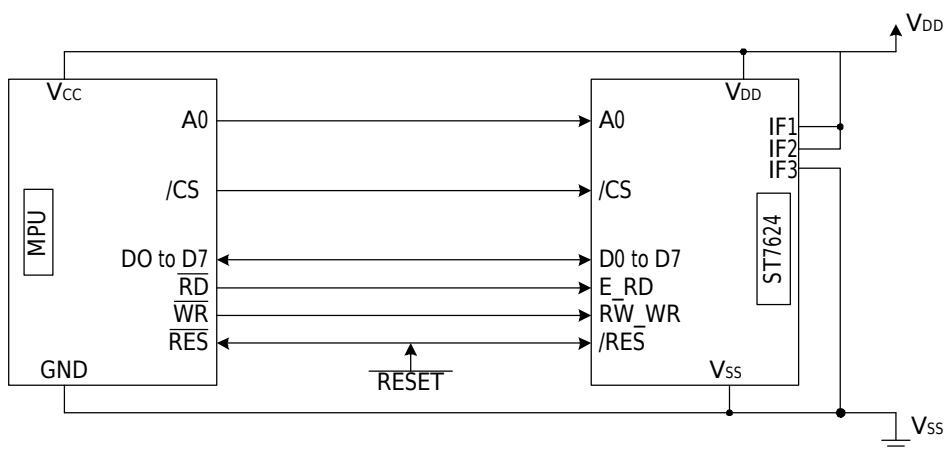 VDD
VCC
VDD
A0
A0
IF1
IF2
IF3
/CS
/CS
MPU
ST7624
DO to D7
D0 to D7
RD
E_RD
WR
RW_WR
RES
/RES
RESET
GND
VSS
VSS